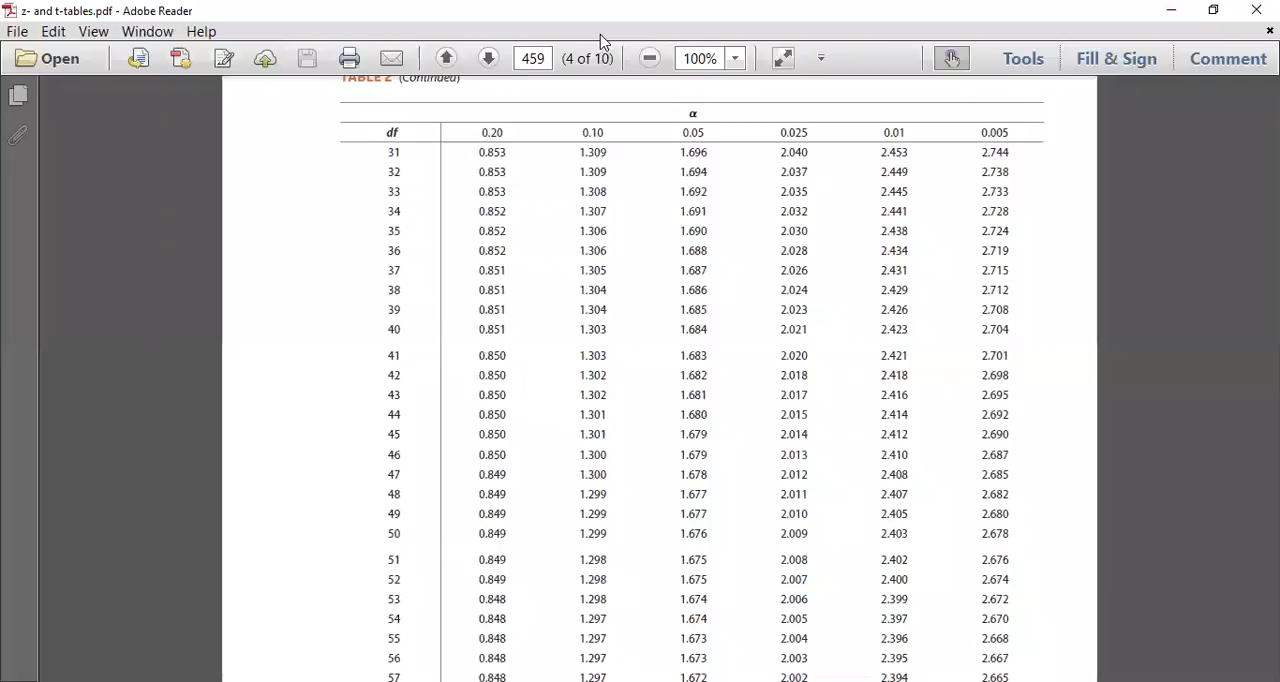 z- and t-tables.pdf - Adobe Reader
File Edit View Window Help
Open 459 (4 of 10) 100% Tools Fill & Sign Comment
TABLE 2 (Continued)
α
df 0.20 0.10 0.05 0.025 0.01 0.005
31 0.853 1.309 1.696 2.040 2.453 2.744
32 0.853 1.309 1.694 2.037 2.449 2.738
33 0.853 1.308 1.692 2.035 2.445 2.733
34 0.852 1.307 1.691 2.032 2.441 2.728
35 0.852 1.306 1.690 2.030 2.438 2.724
36 0.852 1.306 1.688 2.028 2.434 2.719
37 0.851 1.305 1.687 2.026 2.431 2.715
38 0.851 1.304 1.686 2.024 2.429 2.712
39 0.851 1.304 1.685 2.023 2.426 2.708
40 0.851 1.303 1.684 2.021 2.423 2.704
41 0.850 1.303 1.683 2.020 2.421 2.701
42 0.850 1.302 1.682 2.018 2.418 2.698
43 0.850 1.302 1.681 2.017 2.416 2.695
44 0.850 1.301 1.680 2.015 2.414 2.692
45 0.850 1.301 1.679 2.014 2.412 2.690
46 0.850 1.300 1.679 2.013 2.410 2.687
47 0.849 1.300 1.678 2.012 2.408 2.685
48 0.849 1.299 1.677 2.011 2.407 2.682
49 0.849 1.299 1.677 2.010 2.405 2.680
50 0.849 1.299 1.676 2.009 2.403 2.678
51 0.849 1.298 1.675 2.008 2.402 2.676
52 0.849 1.298 1.675 2.007 2.400 2.674
53 0.848 1.298 1.674 2.006 2.399 2.672
54 0.848 1.297 1.674 2.005 2.397 2.670
55 0.848 1.297 1.673 2.004 2.396 2.668
56 0.848 1.297 1.673 2.003 2.395 2.667
57 0.848 1.297 1.672 2.002 2.394 2.665